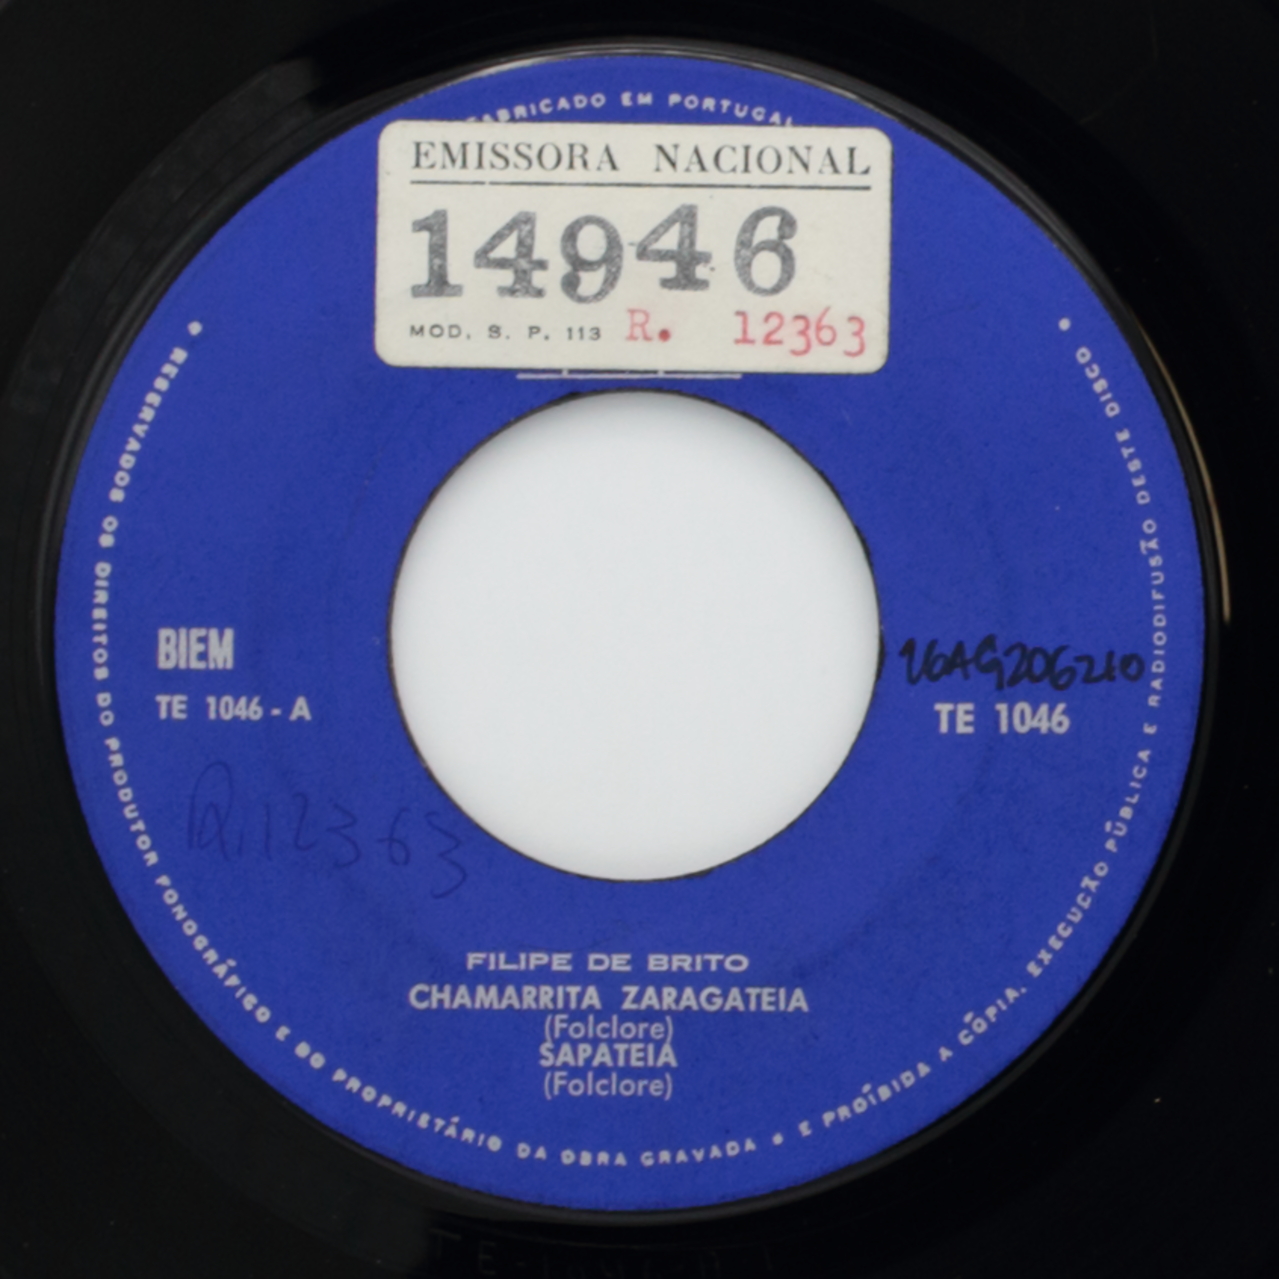 FABRICADO EM PORTUGAL
EMISSORA NACIONAL
14946
MOD. S. P. 113 R. 12363
• RESERVADOS OS DIREITOS DO PRODUTOR FONOGRÁFICO E DO PROPRIETÁRIO DA OBRA GRAVADA • E PROÍBIDA A CÓPIA, EXECUCÃO PÚBLICA E RADIODIFUSÃO DESTE DISCO •
BIEM
TE 1046 - A
TE 1046
R. 12363
FILIPE DE BRITO
CHAMARRITA ZARAGATEIA
(Folclore)
SAPATEIA
(Folclore)